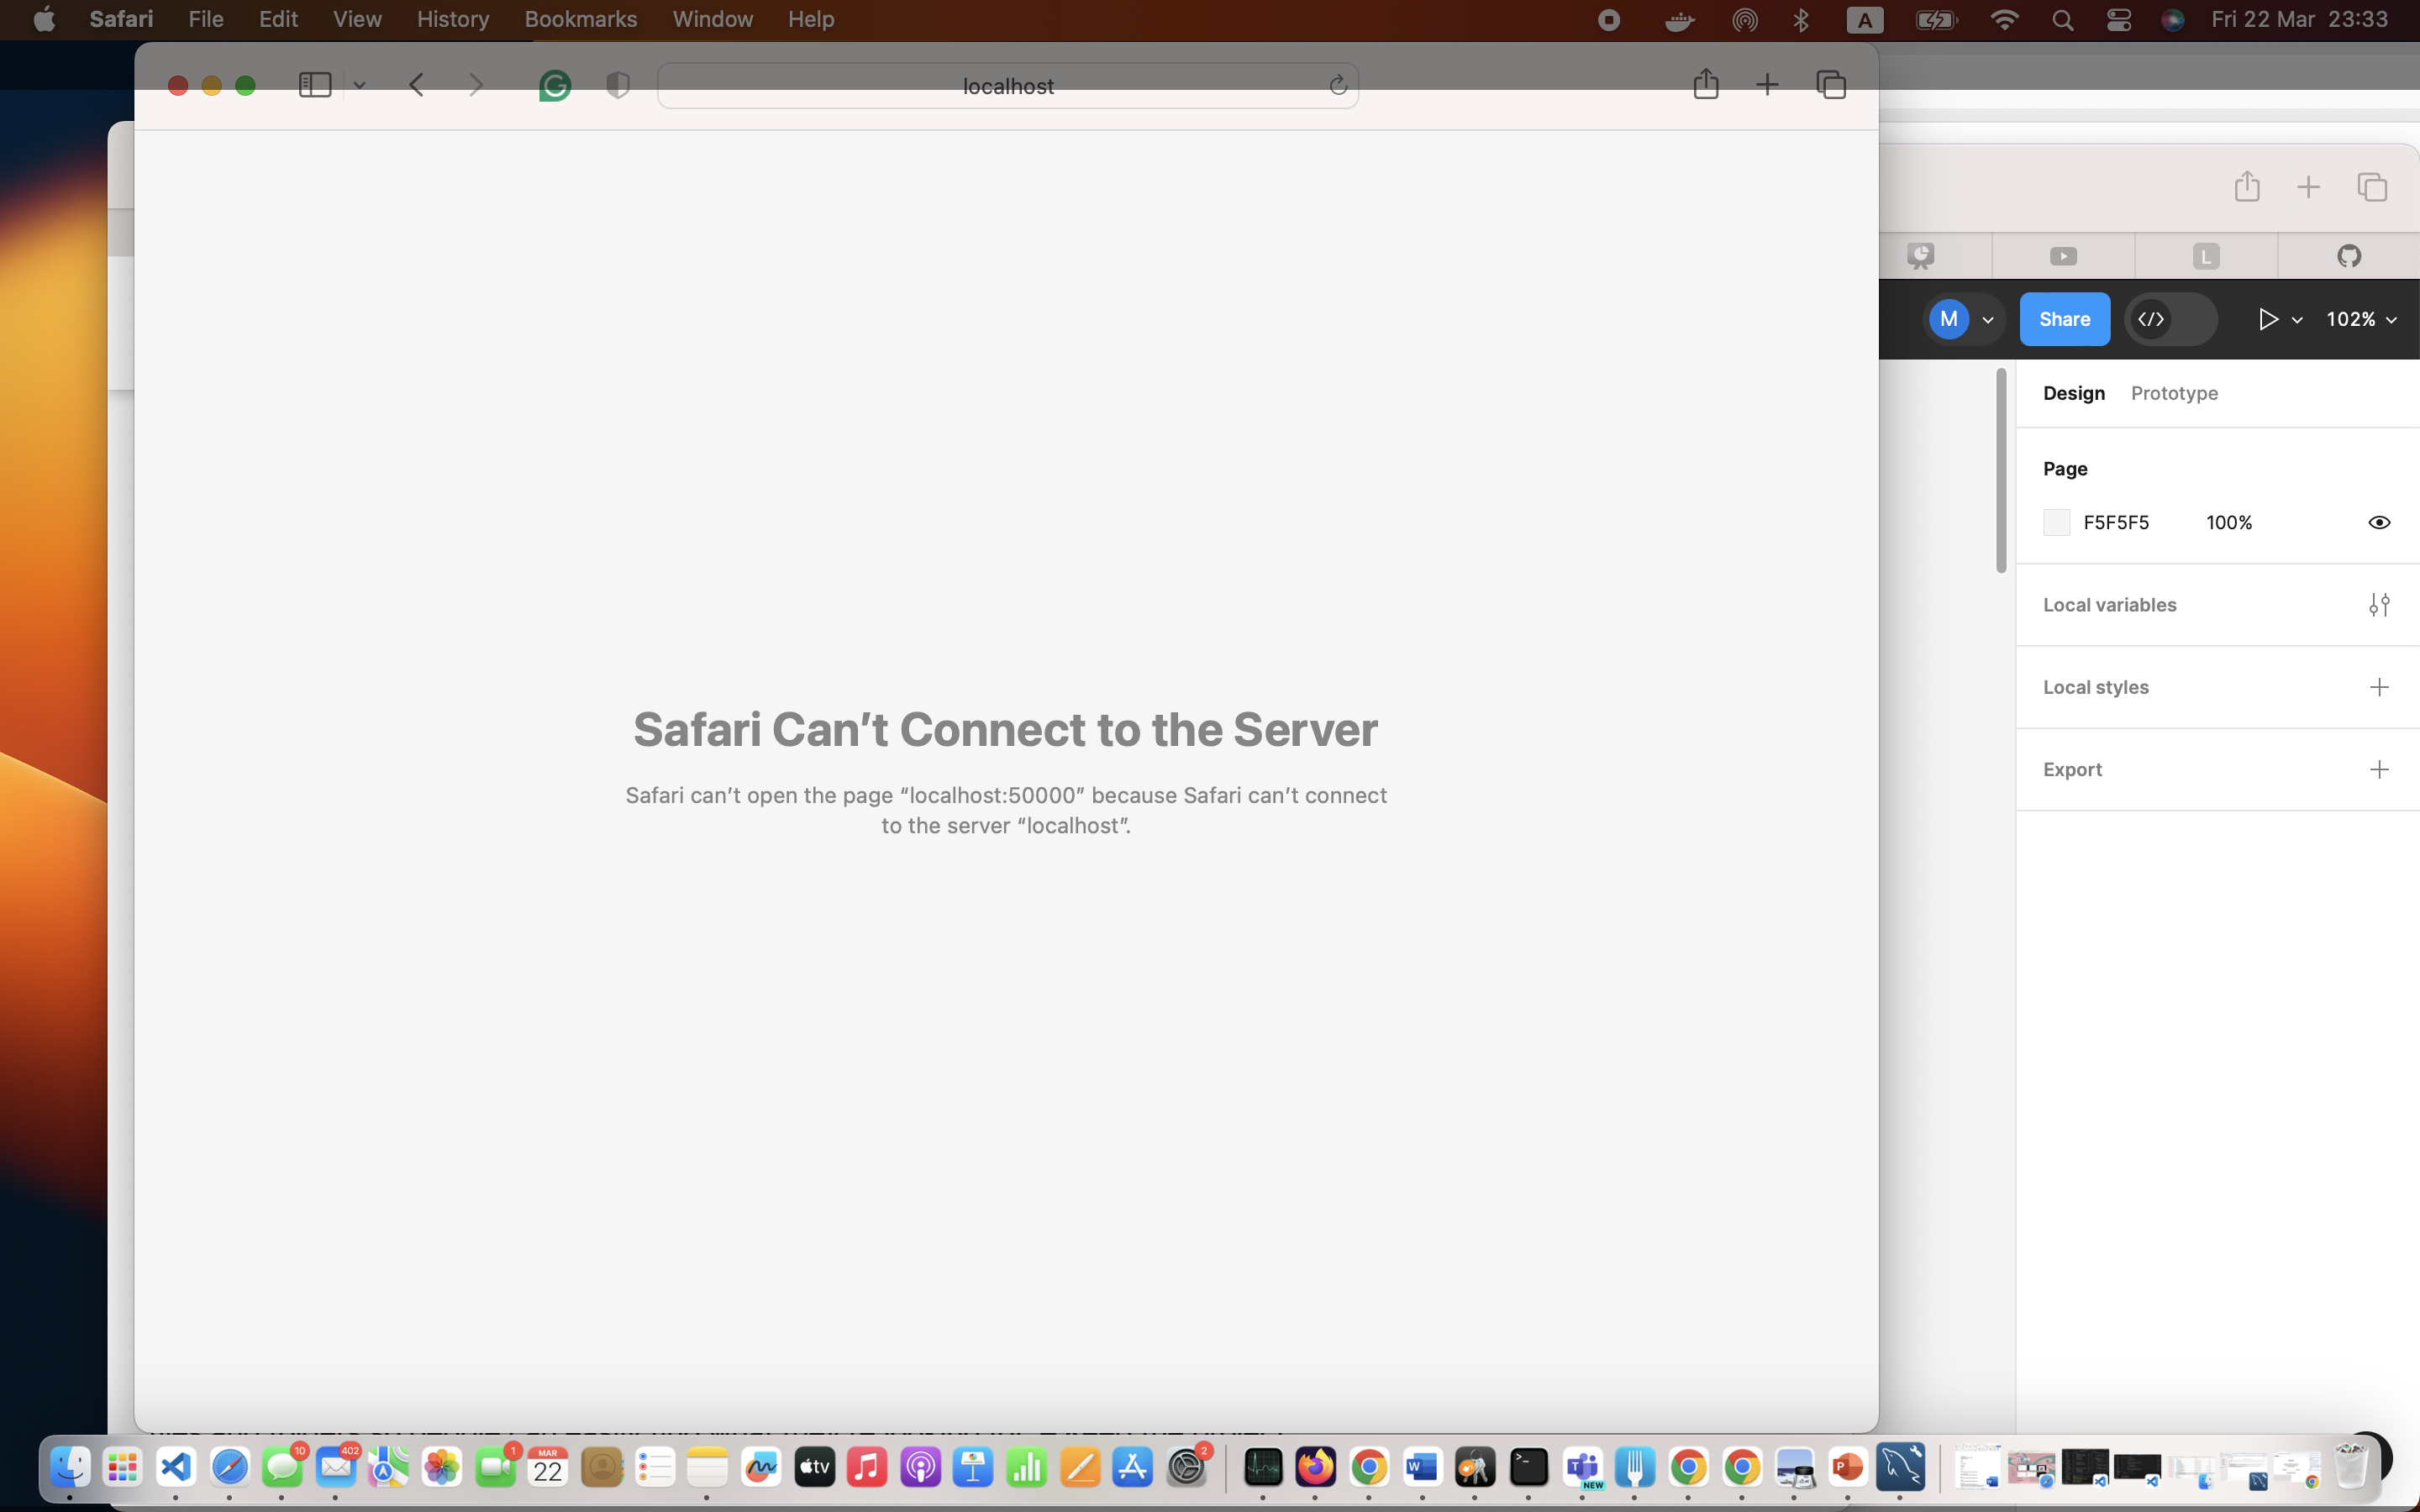 Safari File Edit View History Bookmarks Window Help
A
Fri 22 Mar 23:33
localhost
L
M
Share
102%
Design Prototype
Page
F5F5F5 100%
Local variables
Local styles
Export
Safari Can’t Connect to the Server
Safari can’t open the page “localhost:50000” because Safari can’t connect
to the server “localhost”.
10
402
1
MAR
22
tv
2
W
T
NEW
P